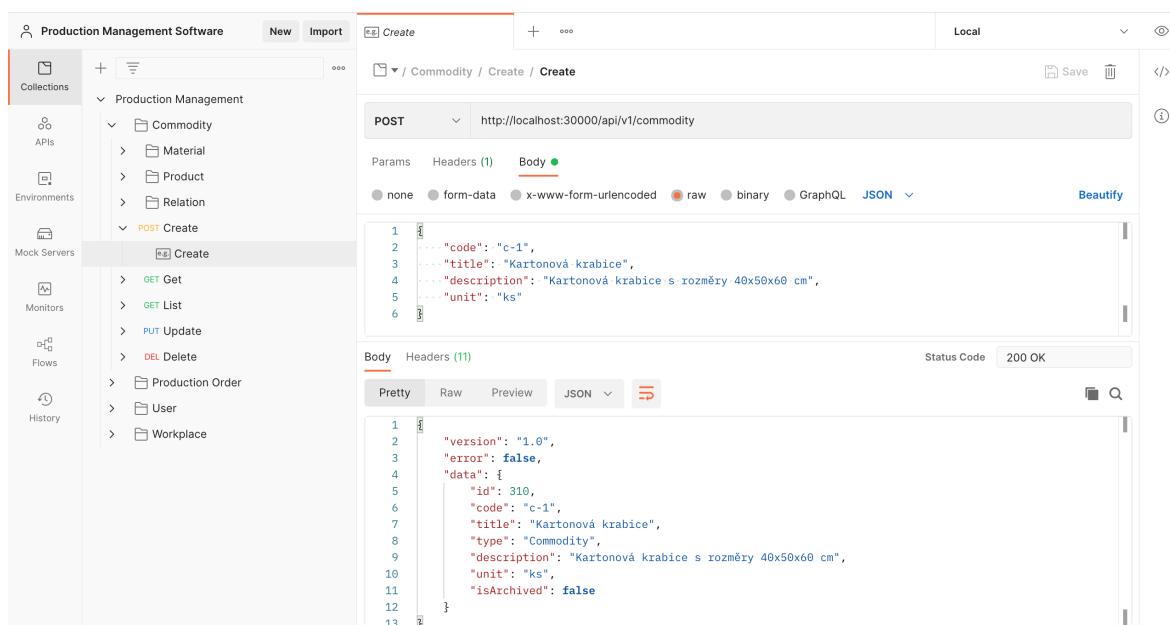 Production Management Software New Import
Create
Local
Collections
APIs
Environments
Mock Servers
Monitors
Flows
History
Production Management
Commodity
Material
Product
Relation
POST Create
e.g. Create
GET Get
GET List
PUT Update
DEL Delete
Production Order
User
Workplace
/ Commodity / Create / Create
Save
POST http://localhost:30000/api/v1/commodity
Params Headers (1) Body
none form-data x-www-form-urlencoded raw binary GraphQL JSON Beautify
1 {
2 "code": "c-1",
3 "title": "Kartonová krabice",
4 "description": "Kartonová krabice s rozměry 40x50x60 cm",
5 "unit": "ks"
6 }
Body Headers (11) Status Code 200 OK
Pretty Raw Preview JSON
1 {
2 "version": "1.0",
3 "error": false,
4 "data": {
5 "id": 310,
6 "code": "c-1",
7 "title": "Kartonová krabice",
8 "type": "Commodity",
9 "description": "Kartonová krabice s rozměry 40x50x60 cm",
10 "unit": "ks",
11 "isArchived": false
12 }
13 }